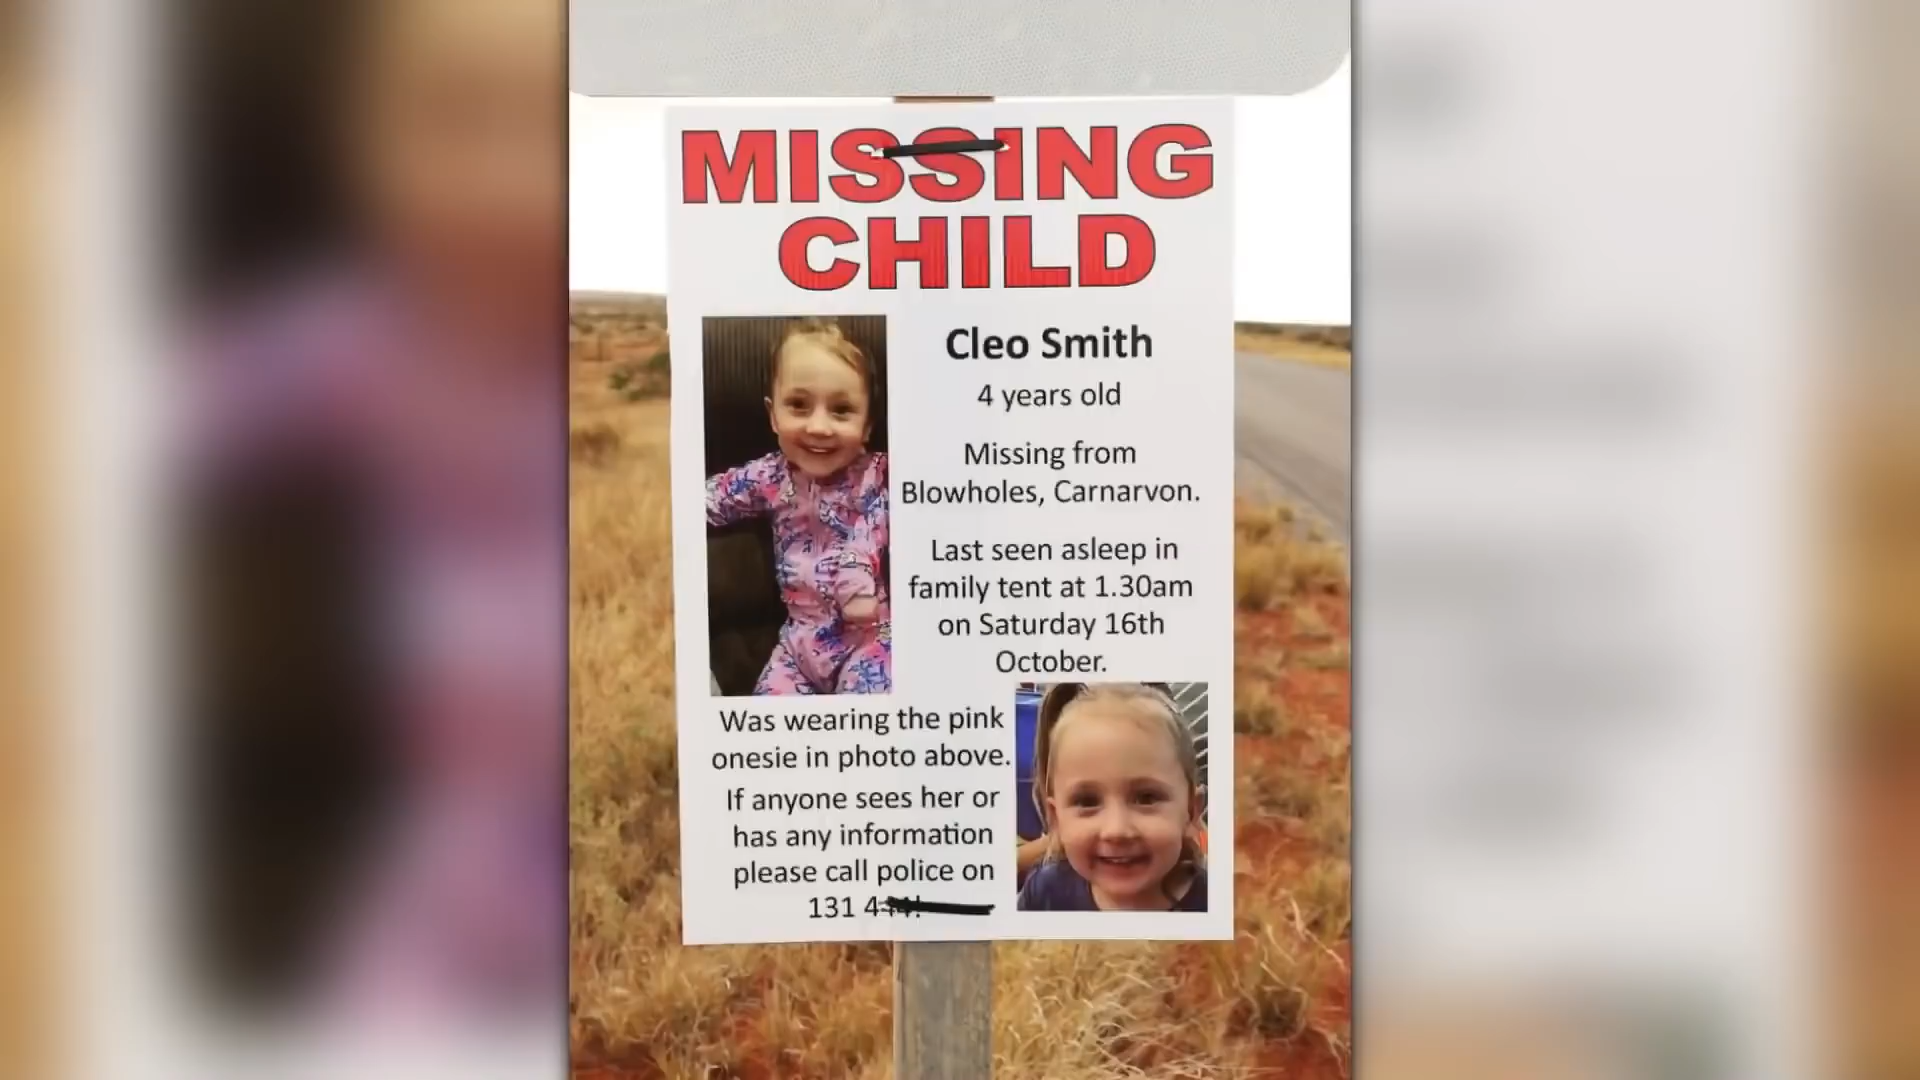 MISSING
CHILD
Cleo Smith
4 years old
Missing from
Blowholes, Carnarvon.
Last seen asleep in
family tent at 1.30am
on Saturday 16th
October.
Was wearing the pink
onesie in photo above.
If anyone sees her or
has any information
please call police on
131 444!